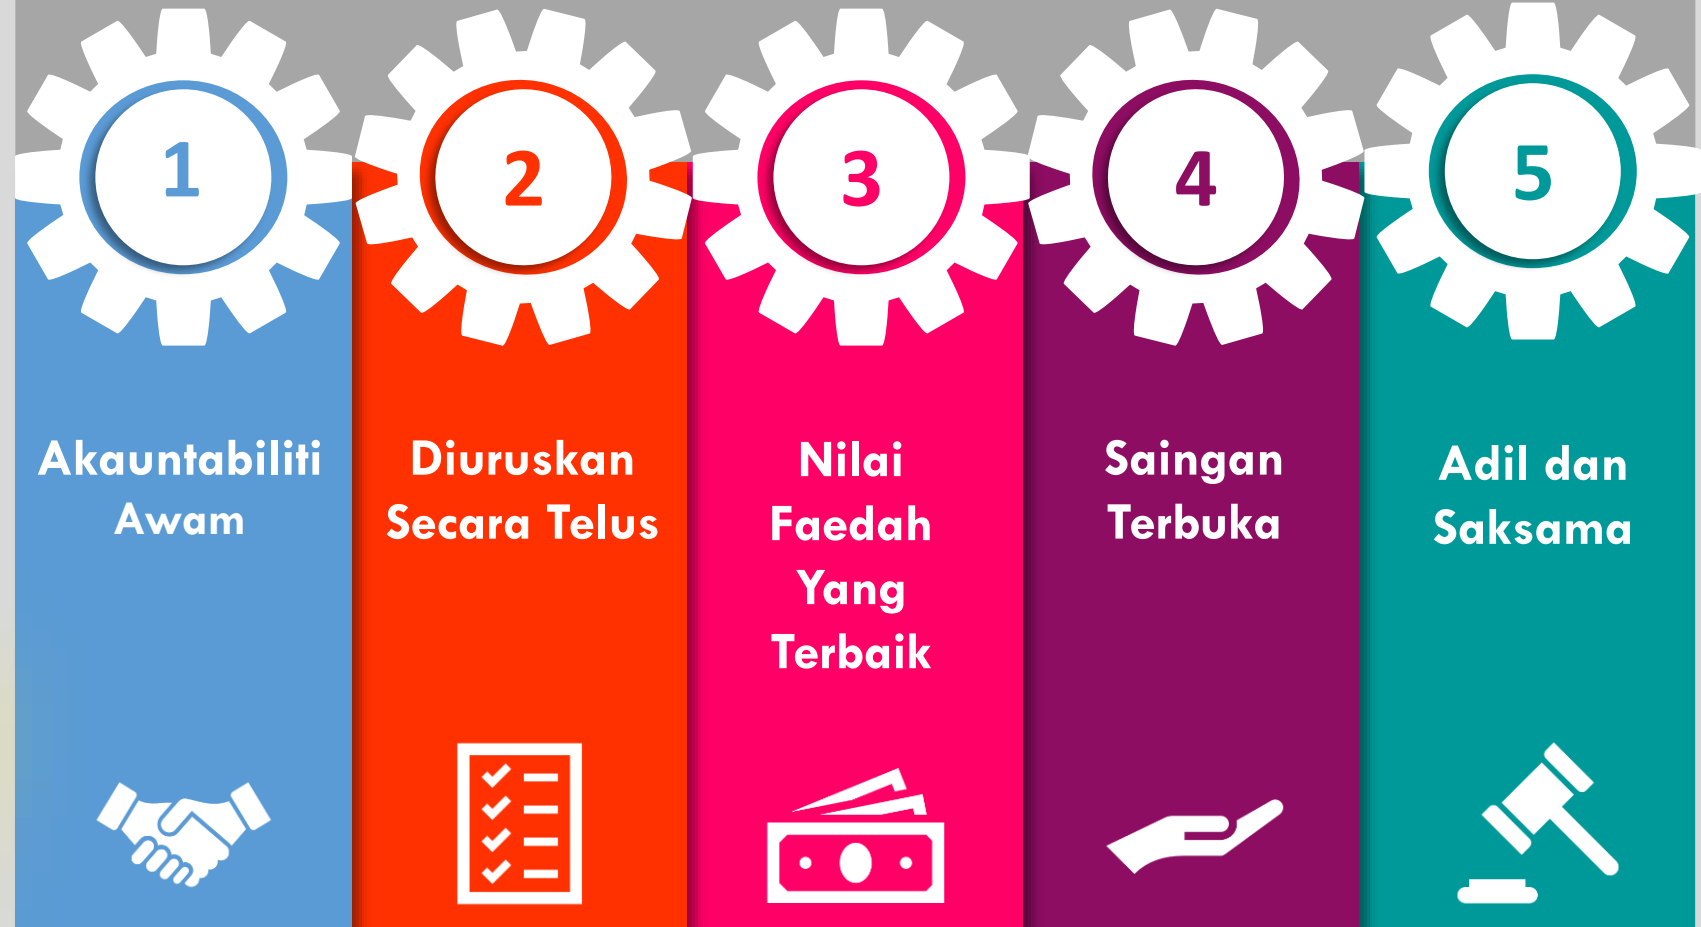 1
Akauntabiliti
Awam
2
Diuruskan
Secara Telus
3
Nilai
Faedah
Yang
Terbaik
4
Saingan
Terbuka
5
Adil dan
Saksama